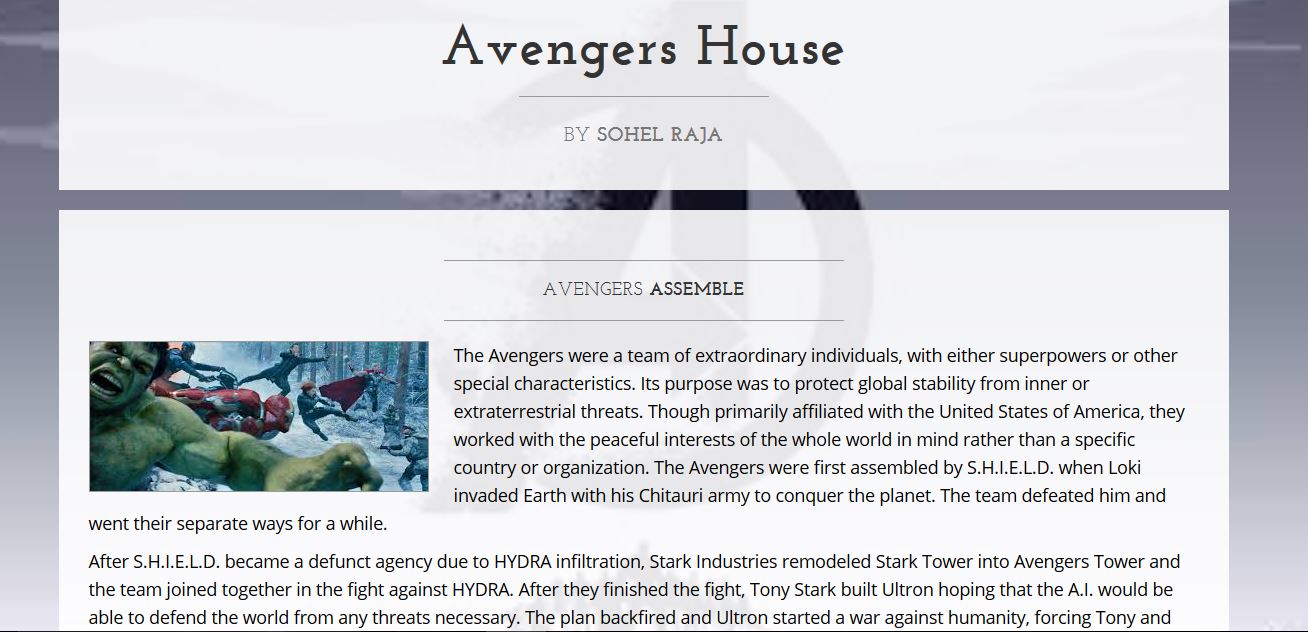 Avengers House
BY SOHEL RAJA
AVENGERS ASSEMBLE
The Avengers were a team of extraordinary individuals, with either superpowers or other
special characteristics. Its purpose was to protect global stability from inner or
extraterrestrial threats. Though primarily affiliated with the United States of America, they
worked with the peaceful interests of the whole world in mind rather than a specific
country or organization. The Avengers were first assembled by S.H.I.E.L.D. when Loki
invaded Earth with his Chitauri army to conquer the planet. The team defeated him and
went their separate ways for a while.
After S.H.I.E.L.D. became a defunct agency due to HYDRA infiltration, Stark Industries remodeled Stark Tower into Avengers Tower and
the team joined together in the fight against HYDRA. After they finished the fight, Tony Stark built Ultron hoping that the A.I. would be
able to defend the world from any threats necessary. The plan backfired and Ultron started a war against humanity, forcing Tony and